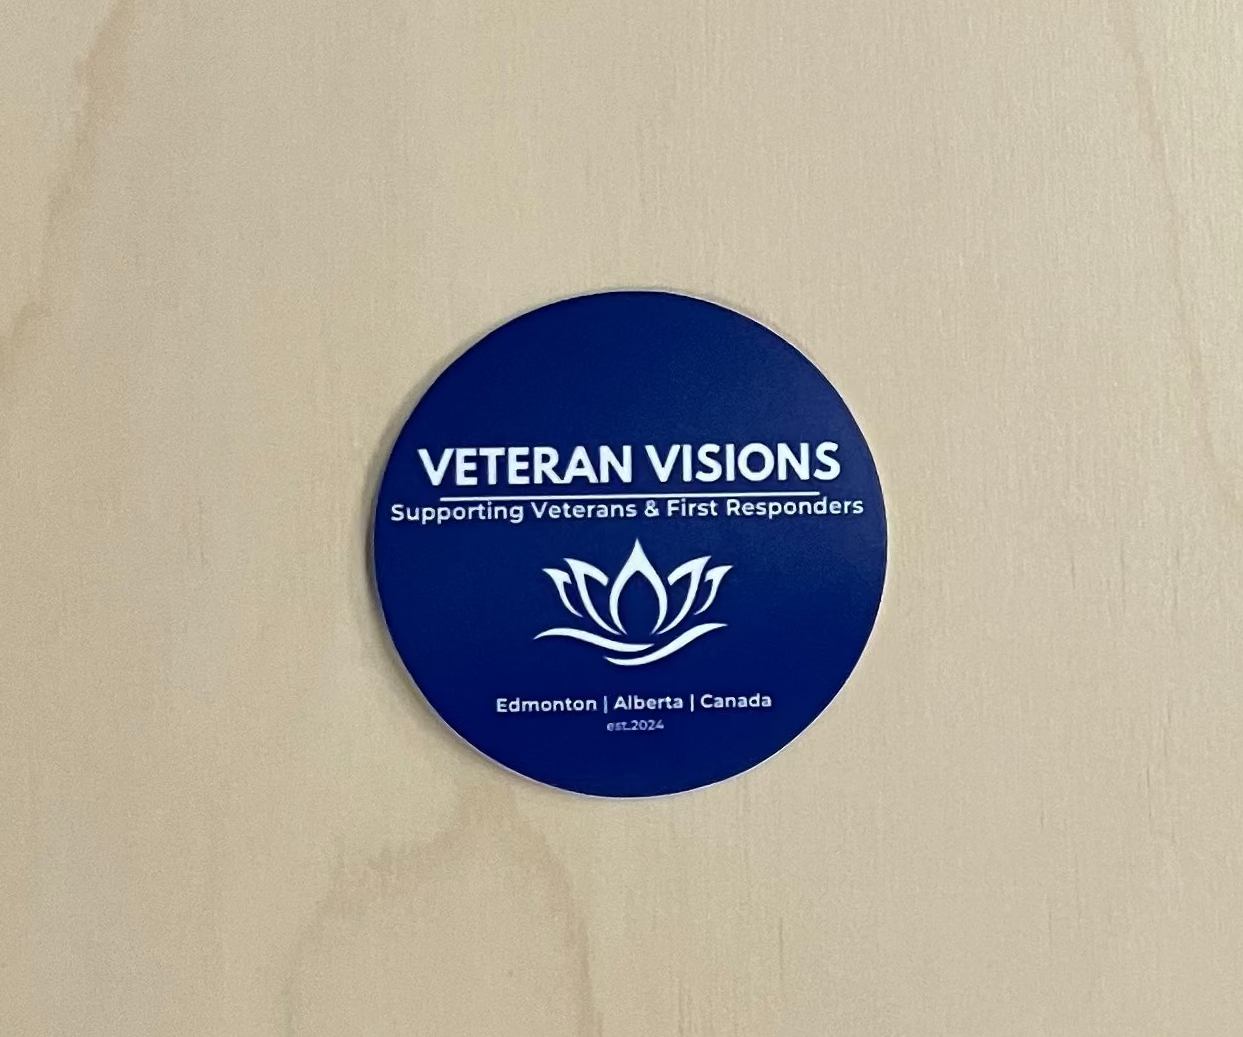 VETERAN VISIONS
Supporting Veterans & First Responders
Edmonton | Alberta | Canada
est.2024